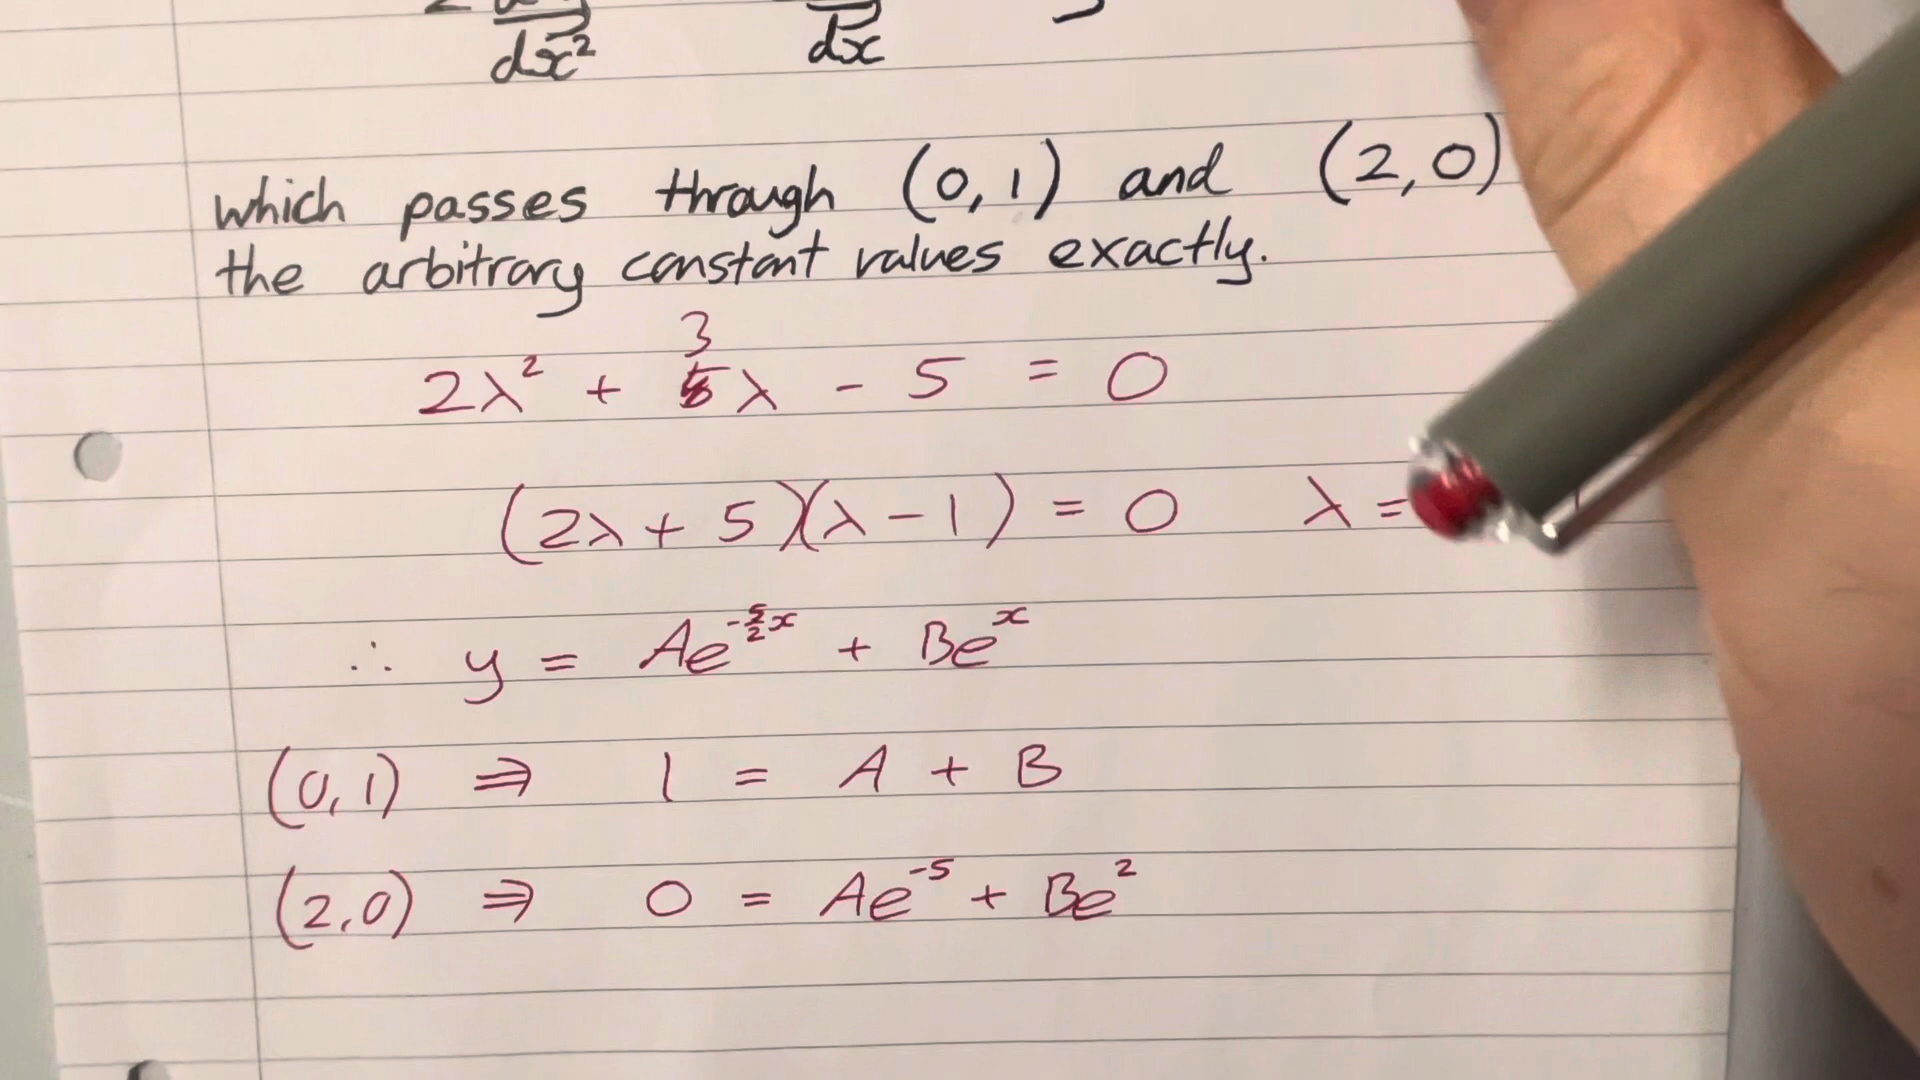 dx² dx
which passes through (0,1) and (2,0)
the arbitrary constant values exactly.
3
2λ² + λ - 5 = 0
(2λ + 5)(λ - 1) = 0 λ =
∴ y = Ae^{-5/2 x} + Be^x
(0,1) ⇒ 1 = A + B
(2,0) ⇒ 0 = Ae^{-5} + Be²